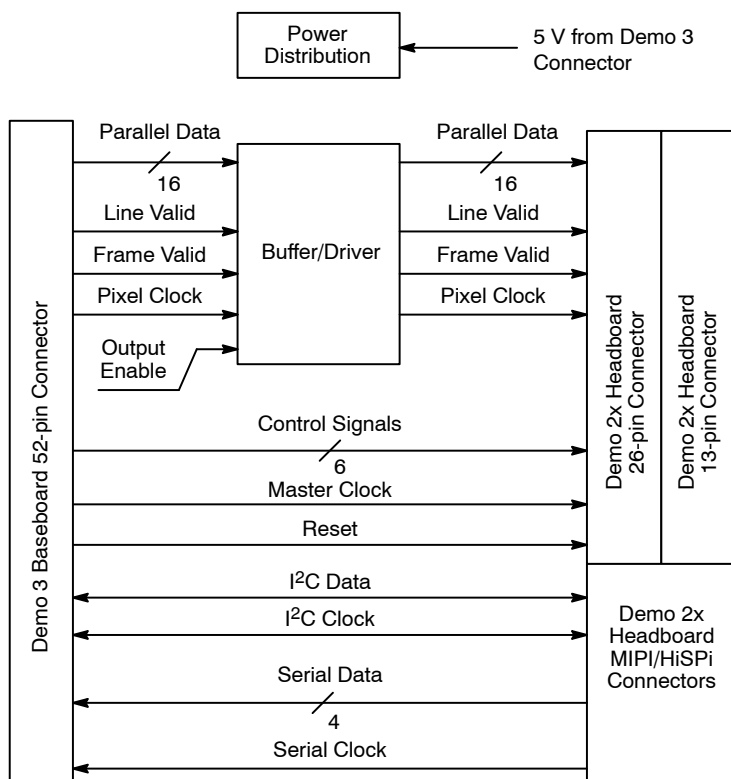 Power
Distribution
5 V from Demo 3
Connector
Parallel Data
16
Line Valid
Frame Valid
Pixel Clock
Output
Enable
Buffer/Driver
Parallel Data
16
Line Valid
Frame Valid
Pixel Clock
Control Signals
6
Master Clock
Reset
I²C Data
I²C Clock
Serial Data
4
Serial Clock
Demo 3 Baseboard 52-pin Connector
Demo 2x Headboard
26-pin Connector
Demo 2x Headboard
13-pin Connector
Demo 2x
Headboard
MIPI/HiSPi
Connectors